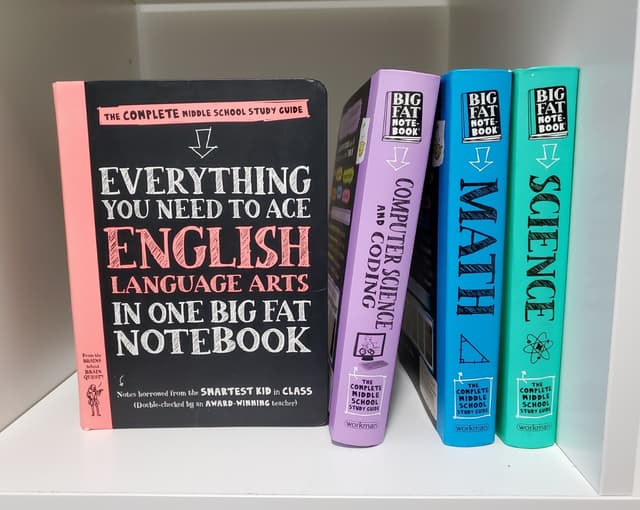 THE COMPLETE MIDDLE SCHOOL STUDY GUIDE
EVERYTHING
YOU NEED TO ACE
ENGLISH
LANGUAGE ARTS
IN ONE BIG FAT
NOTEBOOK
From the
BRAINS
behind
BRAIN
QUEST
Notes borrowed from the SMARTEST KID in CLASS
(Double-checked by an AWARD-WINNING teacher)
BIG
FAT
NOTE-
BOOK
COMPUTER SCIENCE
AND CODING
THE
COMPLETE
MIDDLE
SCHOOL
STUDY GUIDE
workman
BIG
FAT
NOTE-
BOOK
MATH
THE
COMPLETE
MIDDLE
SCHOOL
STUDY GUIDE
workman
BIG
FAT
NOTE-
BOOK
SCIENCE
THE
COMPLETE
MIDDLE
SCHOOL
STUDY GUIDE
workman